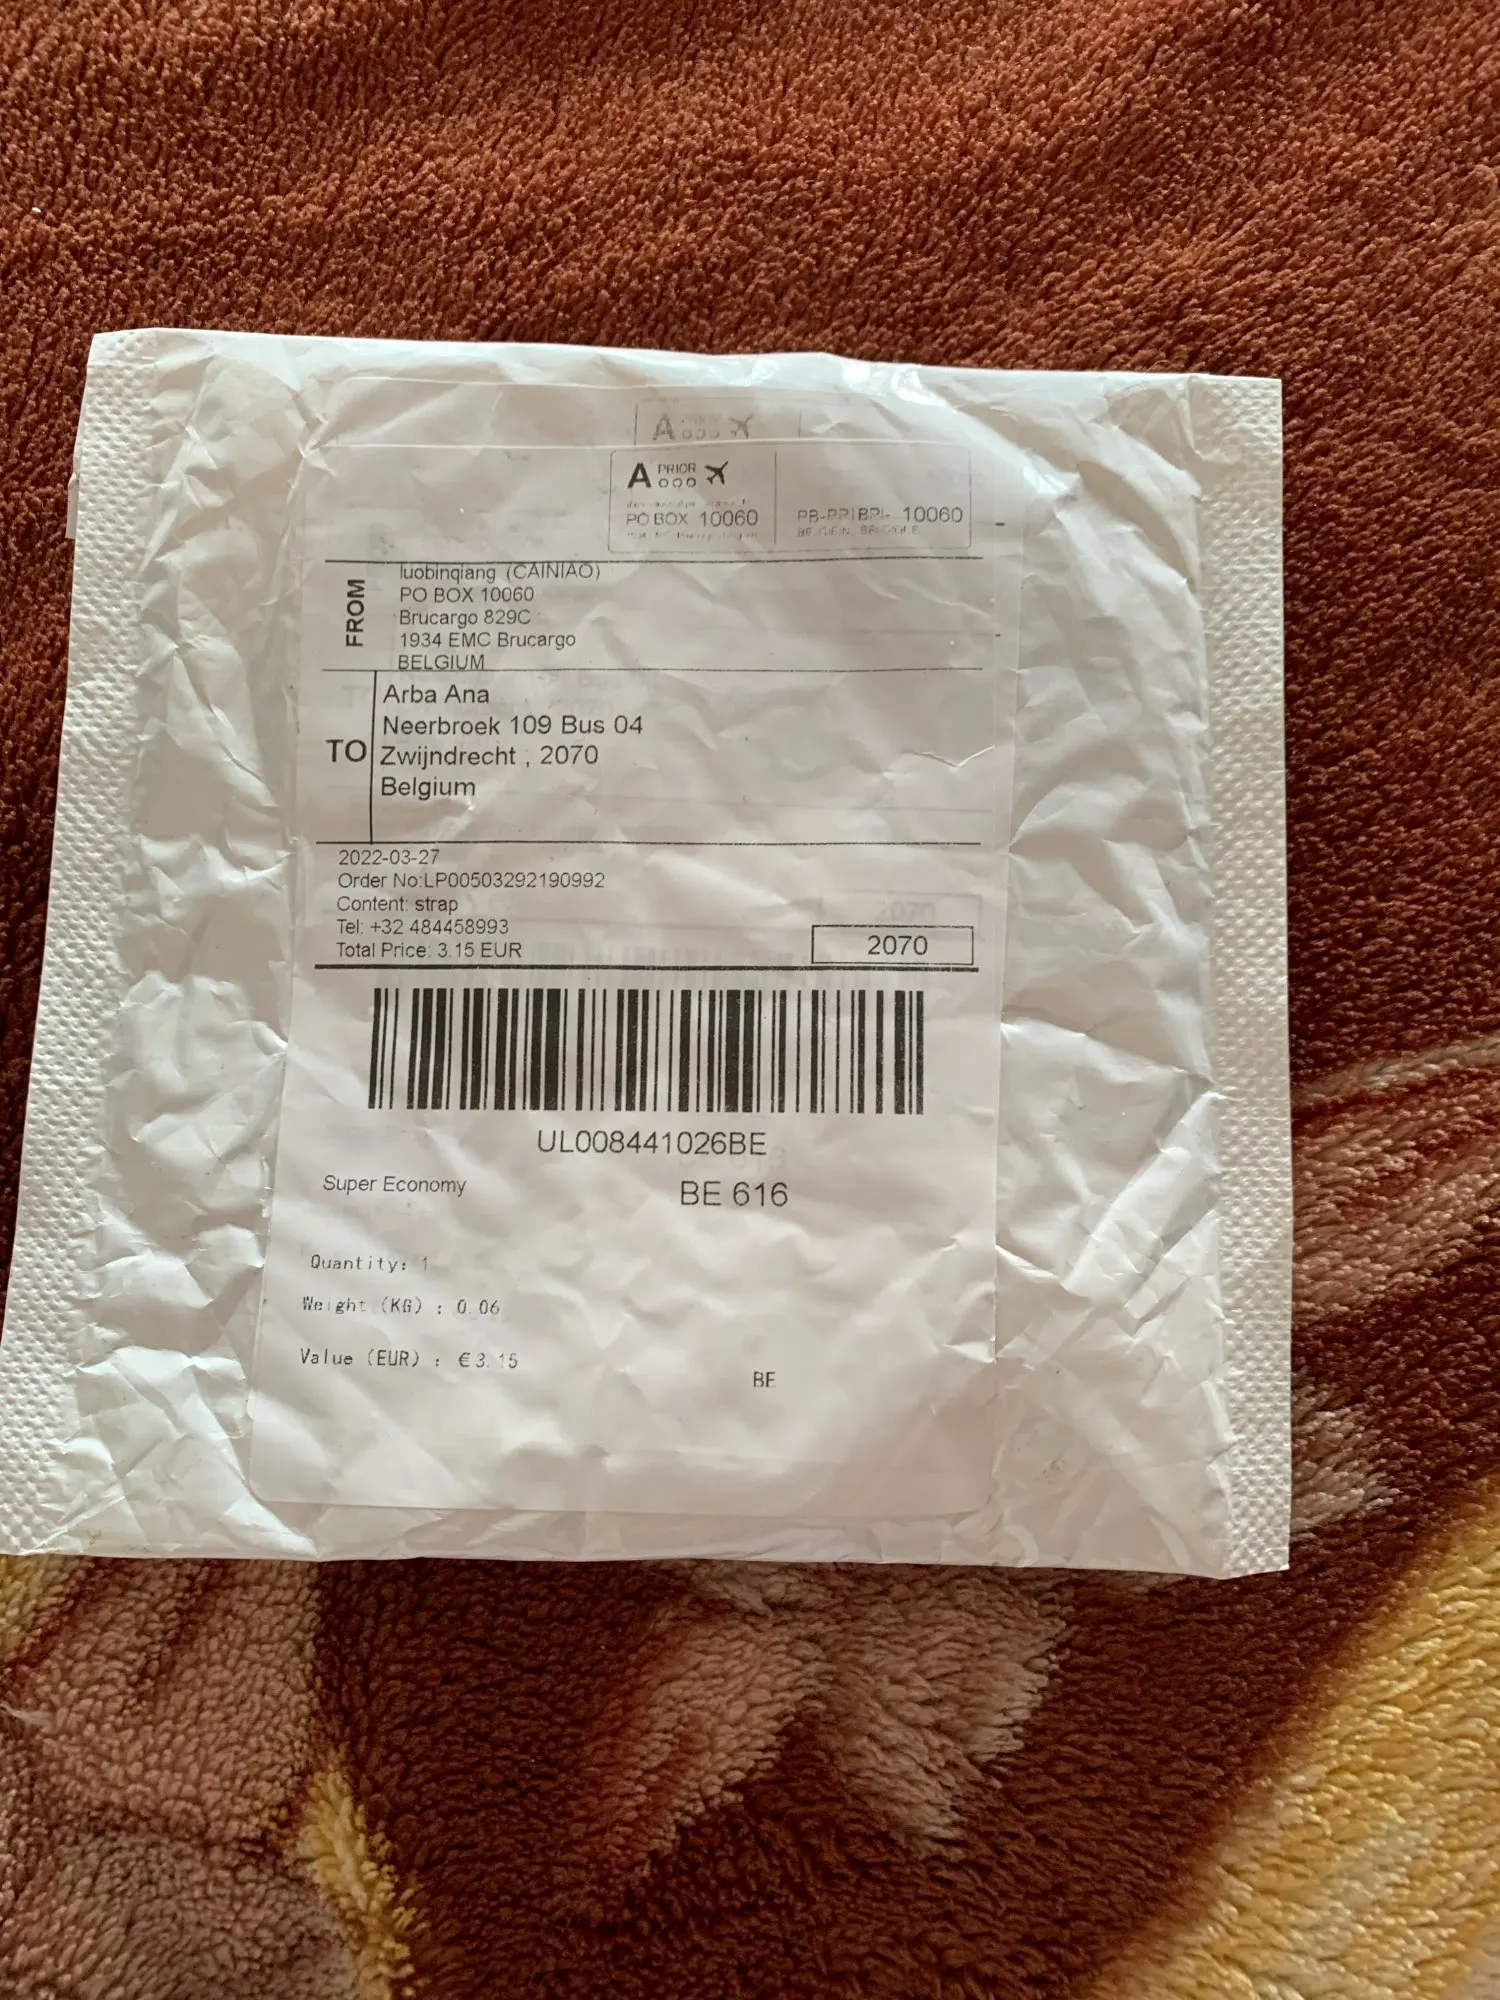 A PRIOR
PO BOX 10060
PB-PP|BPI- 10060
FROM
luobinqiang (CAINIAO)
PO BOX 10060
Brucargo 829C
1934 EMC Brucargo
BELGIUM
TO
Arba Ana
Neerbroek 109 Bus 04
Zwijndrecht , 2070
Belgium
2022-03-27
Order No:LP00503292190992
Content: strap
Tel: +32 484458993
Total Price: 3.15 EUR
2070
UL008441026BE
Super Economy
BE 616
Quantity: 1
Weight (KG) : 0.06
Value (EUR) : €3.15
BE